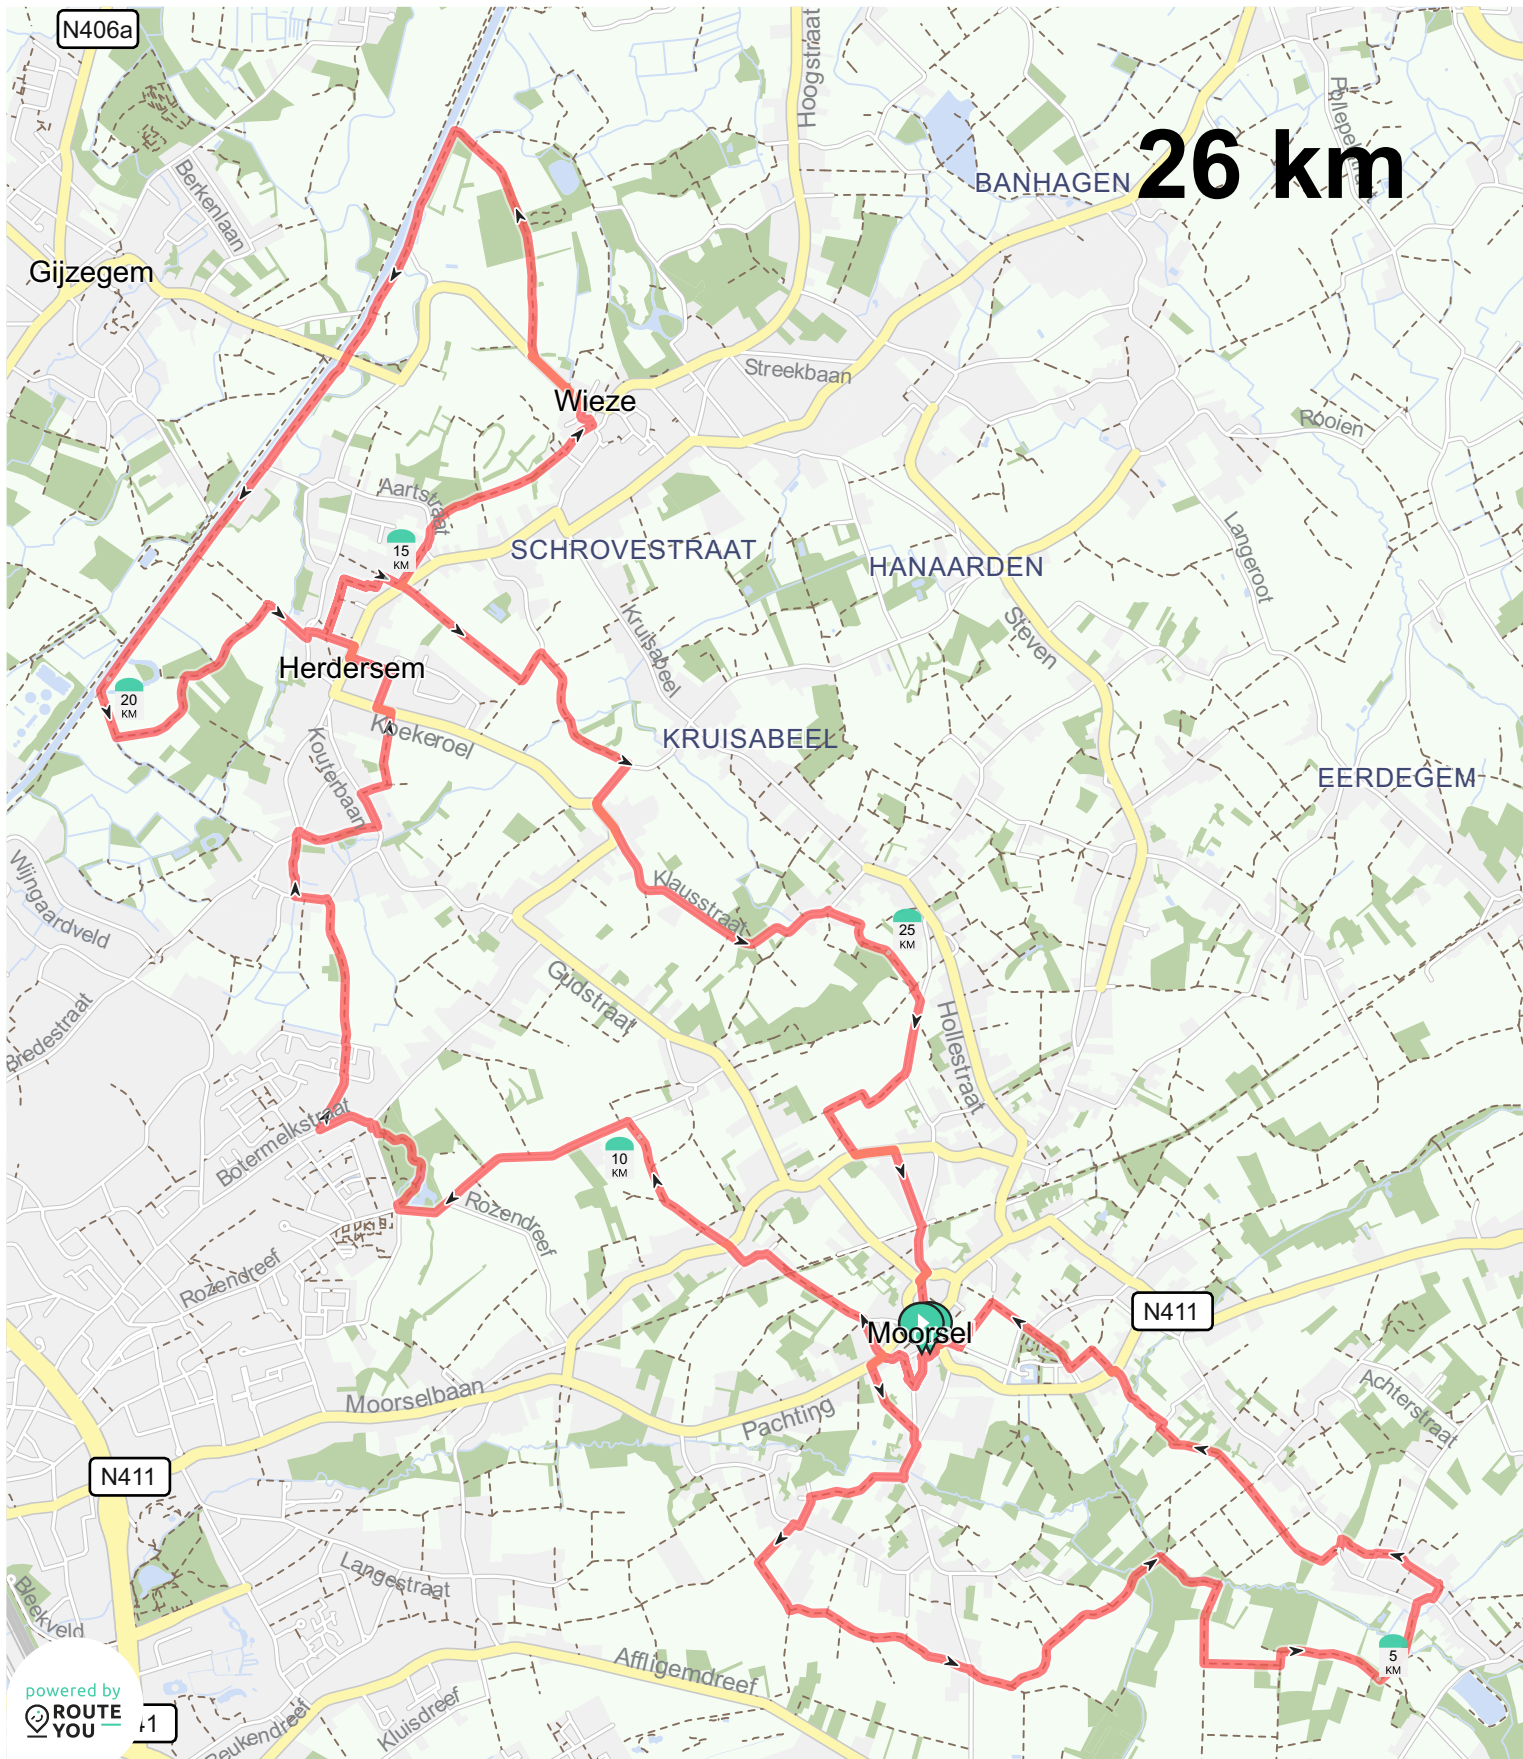 N406a
Hoogstraat
26 km
BANHAGEN
Berkenlaan
Gijzegem
Streekbaan
Wieze
Rooien
Aartstraat
15
KM
SCHROVESTRAAT
HANAARDEN
Langeroot
Kruisabeel
Steven
Herdersem
20
KM
Koekeroel
KRUISABEEL
Kouterbaan
EERDEGEM
Wijngaardveld
Klausstraat
25
KM
Gudstraat
Bredestraat
Hollestraat
Botermelkstraat
10
KM
Rozendreef
Rozendreef
N411
Moorsel
Moorselbaan
Pachting
Achterstraat
N411
Langestraat
Bleekveld
5
KM
Affligemdreef
powered by
ROUTE
YOU
41
Beukendreef
Kluisdreef